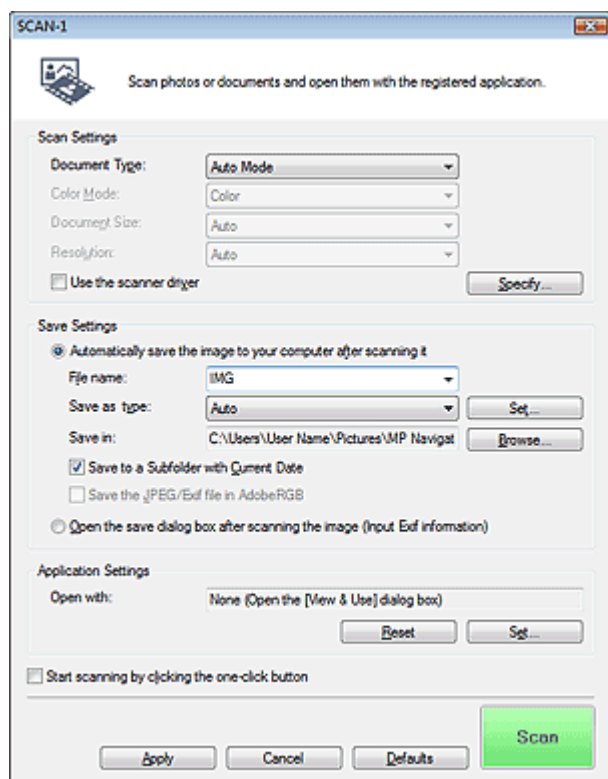 SCAN-1
Scan photos or documents and open them with the registered application.
Scan Settings
Document Type: Auto Mode
Color Mode: Color
Document Size: Auto
Resolution: Auto
Use the scanner driver Specify...
Save Settings
Automatically save the image to your computer after scanning it
File name: IMG
Save as type: Auto Set...
Save in: C:\Users\User Name\Pictures\MP Navigat Browse...
Save to a Subfolder with Current Date
Save the JPEG/Exif file in AdobeRGB
Open the save dialog box after scanning the image (Input Exif information)
Application Settings
Open with: None (Open the [View & Use] dialog box)
Reset Set...
Start scanning by clicking the one-click button
Scan
Apply Cancel Defaults